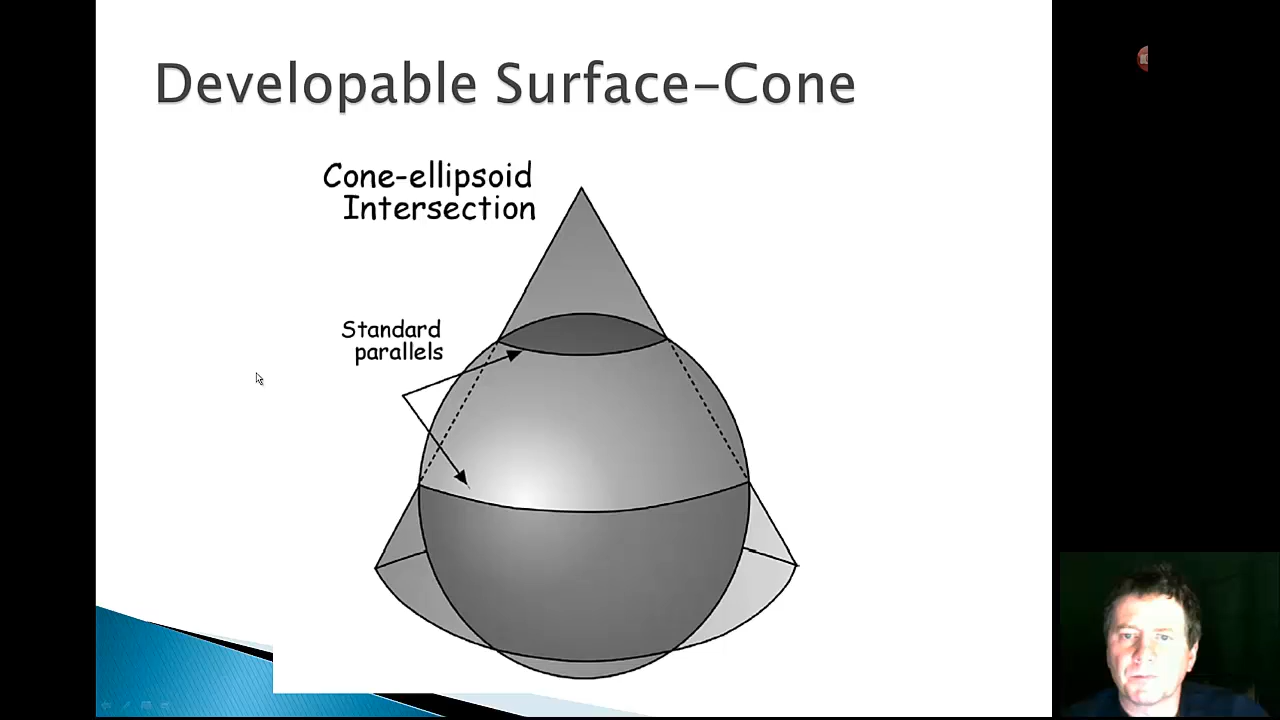 Developable Surface-Cone
Cone-ellipsoid
Intersection
Standard
parallels